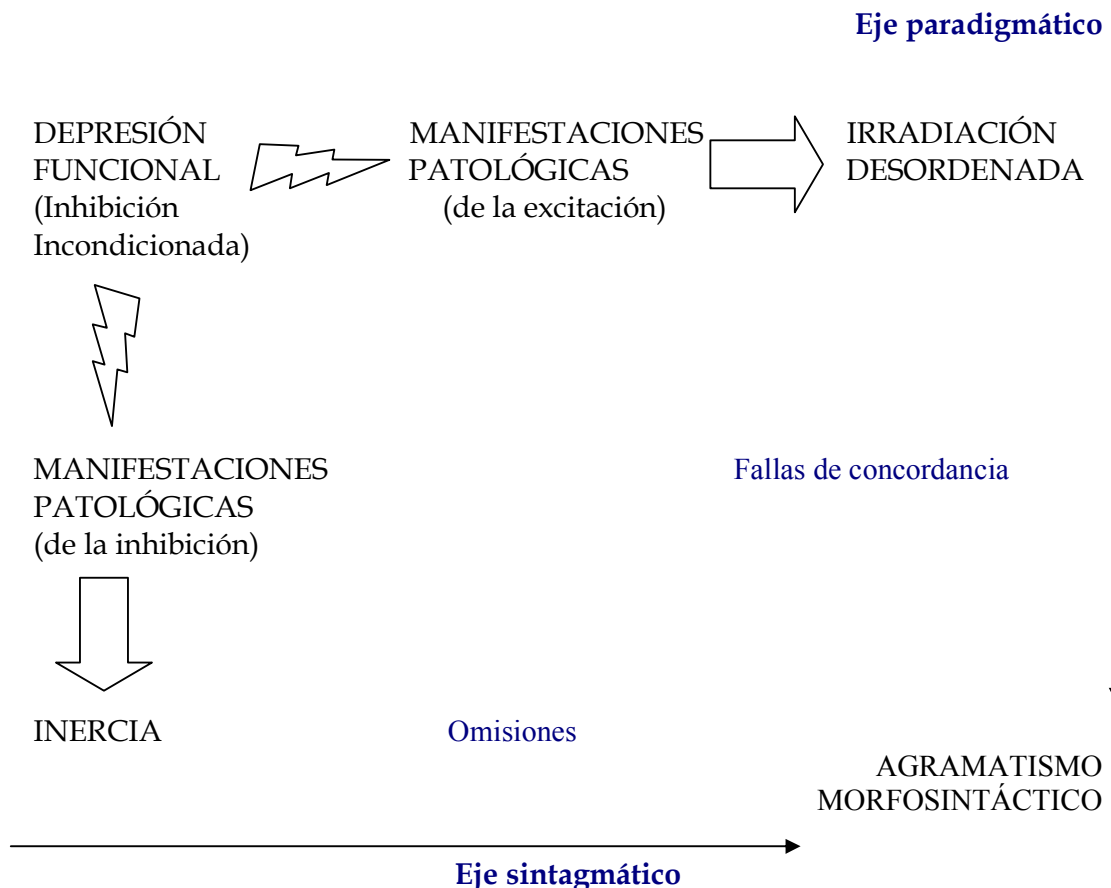 Eje paradigmático
DEPRESIÓN
FUNCIONAL
(Inhibición
Incondicionada)
MANIFESTACIONES
PATOLÓGICAS
(de la excitación)
IRRADIACIÓN
DESORDENADA
MANIFESTACIONES
PATOLÓGICAS
(de la inhibición)
Fallas de concordancia
INERCIA
Omisiones
AGRAMATISMO
MORFOSINTÁCTICO
Eje sintagmático